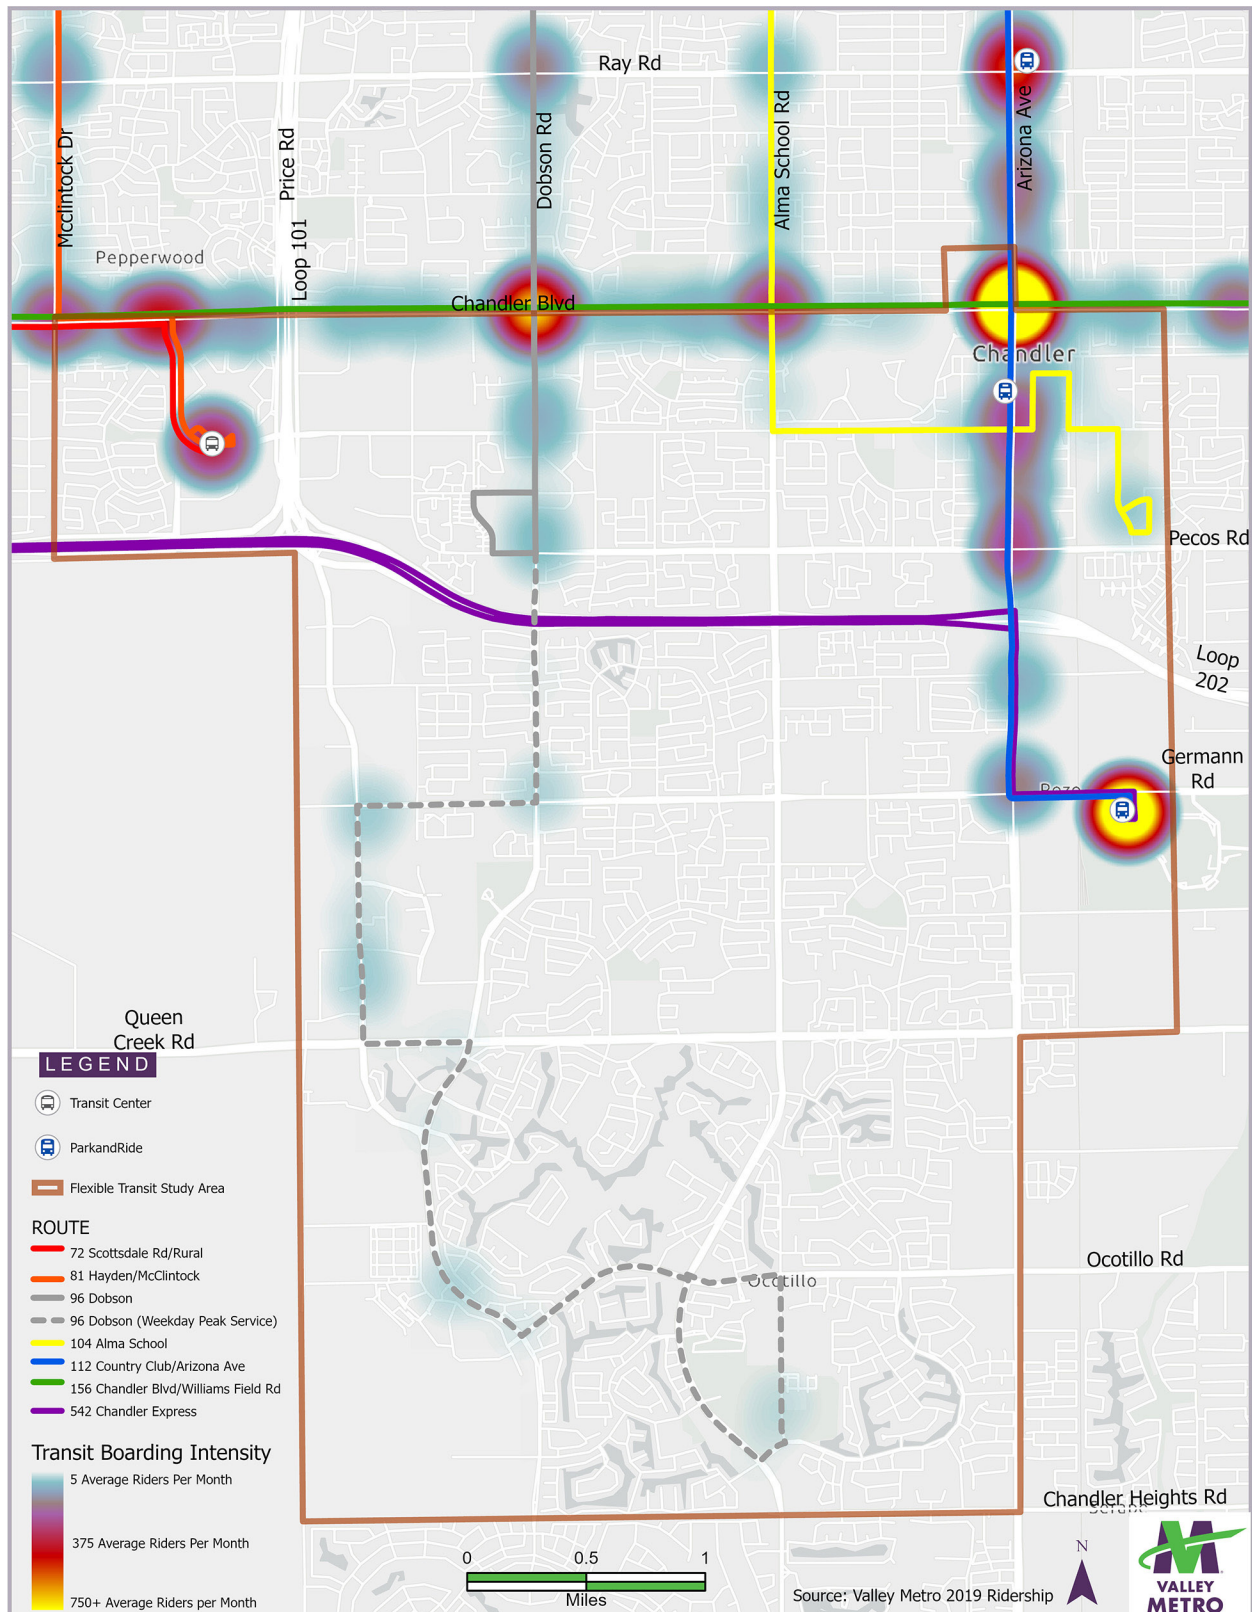 Ray Rd
Mcclintock Dr
Price Rd
Loop 101
Dobson Rd
Alma School Rd
Arizona Ave
Pepperwood
Chandler Blvd
Chandler
Pecos Rd
Loop
202
Germann
Rd
Queen
Creek Rd
LEGEND
Transit Center
ParkandRide
Flexible Transit Study Area
ROUTE
72 Scottsdale Rd/Rural
81 Hayden/McClintock
96 Dobson
96 Dobson (Weekday Peak Service)
104 Alma School
112 Country Club/Arizona Ave
156 Chandler Blvd/Williams Field Rd
542 Chandler Express
Transit Boarding Intensity
5 Average Riders Per Month
375 Average Riders Per Month
750+ Average Riders per Month
Ocotillo Rd
Ocotillo
Chandler Heights Rd
0 0.5 1
Miles
Source: Valley Metro 2019 Ridership
N
VALLEY
METRO